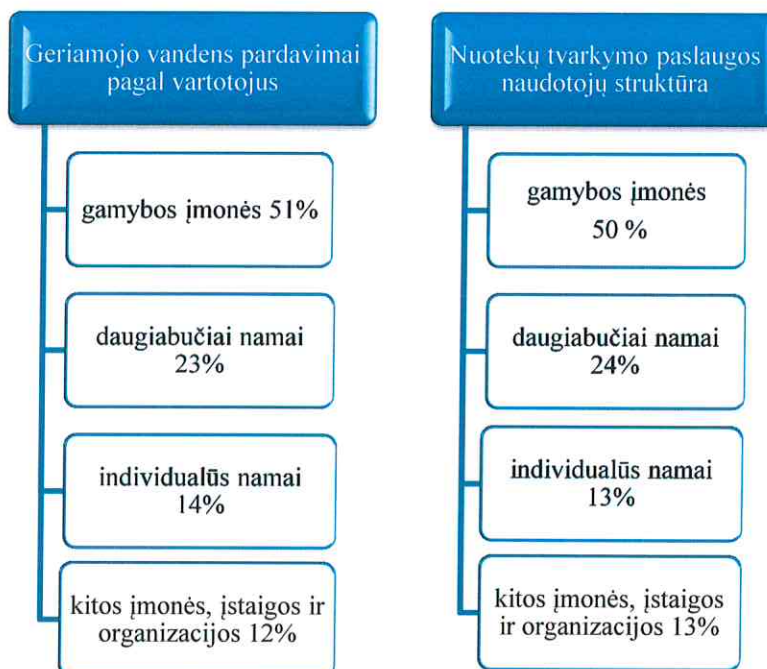 Geriamojo vandens pardavimai
pagal vartotojus
gamybos įmonės 51%
daugiabučiai namai
23%
individualūs namai
14%
kitos įmonės, įstaigos ir
organizacijos 12%
Nuotekų tvarkymo paslaugos
naudotojų struktūra
gamybos įmonės
50 %
daugiabučiai namai
24%
individualūs namai
13%
kitos įmonės, įstaigos
ir organizacijos 13%